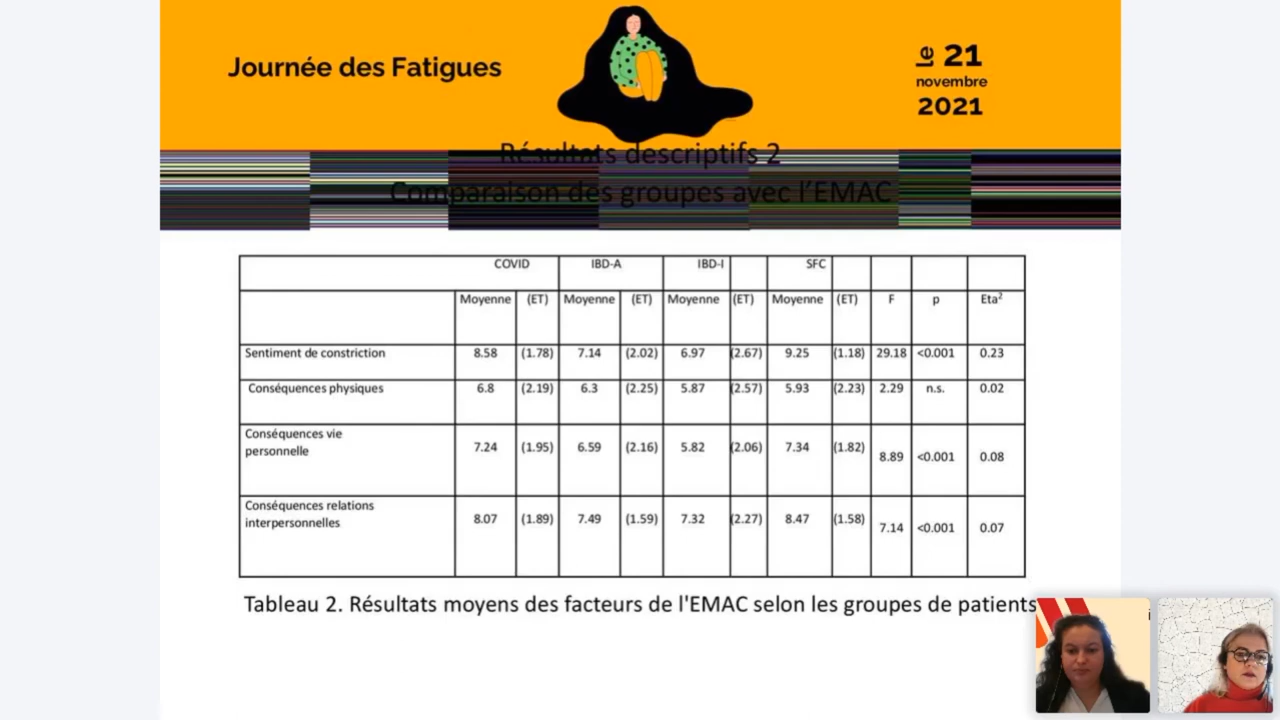 Journée des Fatigues
le 21
novembre
2021
Résultats descriptifs 2
Comparaison des groupes avec l'EMAC
COVID IBD-A IBD-I SFC
Moyenne (ET) Moyenne (ET) Moyenne (ET) Moyenne (ET) F p Eta²
Sentiment de constriction 8.58 (1.78) 7.14 (2.02) 6.97 (2.67) 9.25 (1.18) 29.18 <0.001 0.23
Conséquences physiques 6.8 (2.19) 6.3 (2.25) 5.87 (2.57) 5.93 (2.23) 2.29 n.s. 0.02
Conséquences vie
personnelle 7.24 (1.95) 6.59 (2.16) 5.82 (2.06) 7.34 (1.82) 8.89 <0.001 0.08
Conséquences relations
interpersonnelles 8.07 (1.89) 7.49 (1.59) 7.32 (2.27) 8.47 (1.58) 7.14 <0.001 0.07
Tableau 2. Résultats moyens des facteurs de l'EMAC selon les groupes de patients